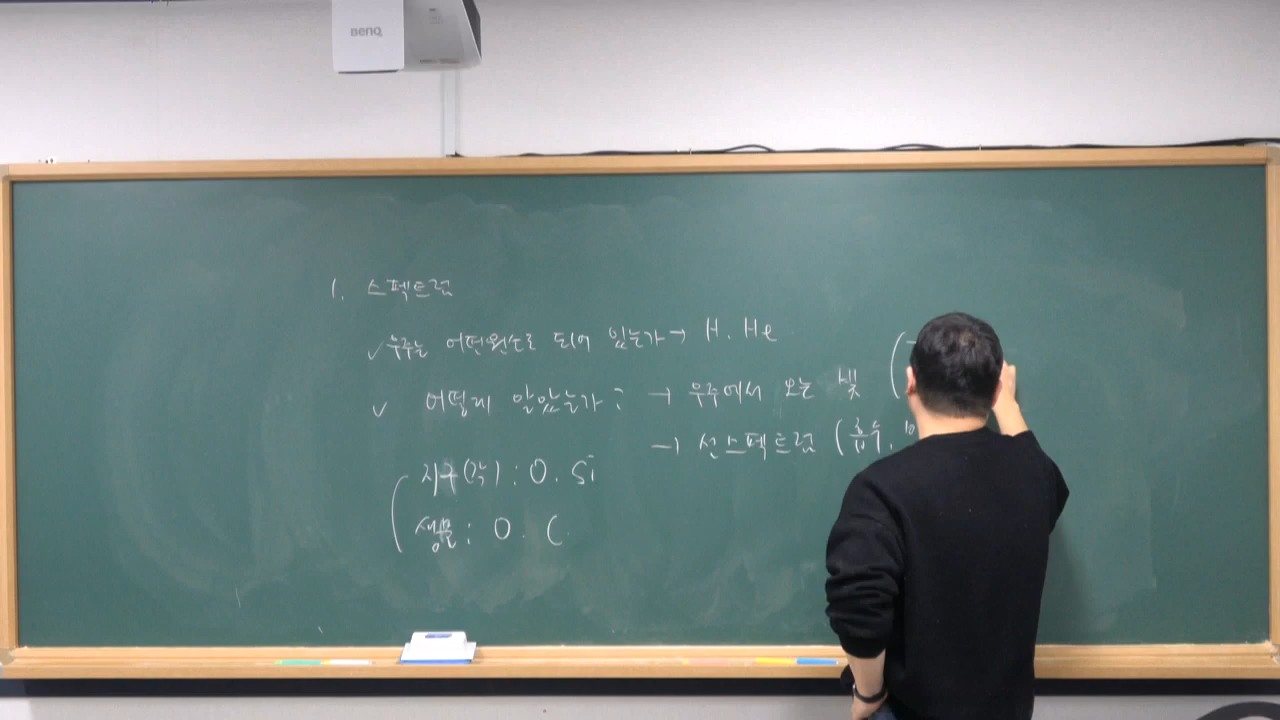 BenQ
1. 스펙트럼
✓ 우주는 어떤원소로 되어 있는가 → H. He
✓ 어떻게 알았는가? → 우주에서 오는 빛 (
→ 선스펙트럼 (흡수,
지구(각) : O. Si
생물 : O. C.